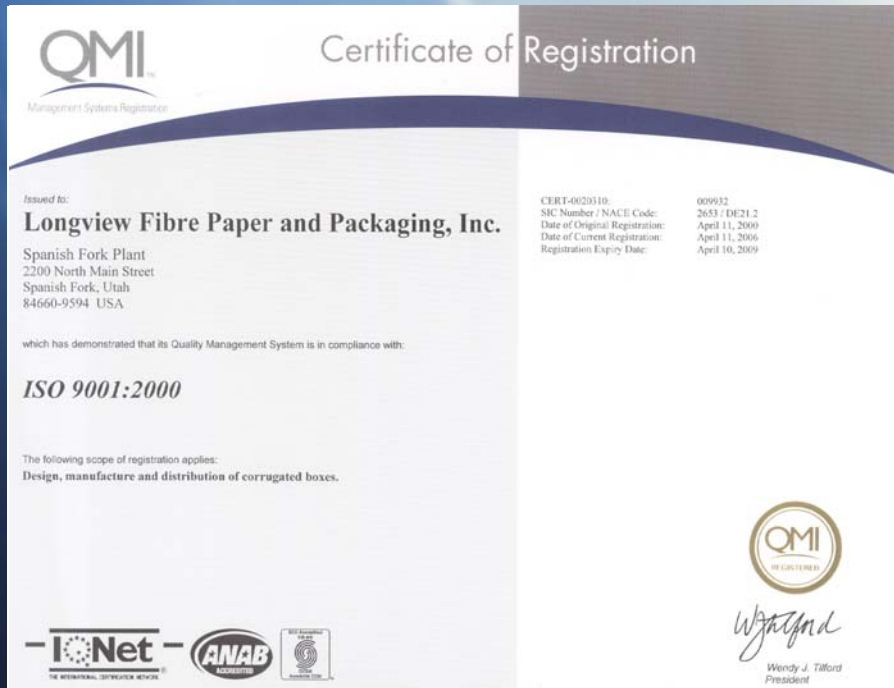 QMI
Management Systems Registration
Certificate of Registration
Issued to:
Longview Fibre Paper and Packaging, Inc.
Spanish Fork Plant
2200 North Main Street
Spanish Fork, Utah
84660-9594 USA
which has demonstrated that its Quality Management System is in compliance with:
ISO 9001:2000
The following scope of registration applies:
Design, manufacture and distribution of corrugated boxes.
CERT-0020310: 009932
SIC Number / NACE Code: 2653 / DE21.2
Date of Original Registration: April 11, 2000
Date of Current Registration: April 11, 2006
Registration Expiry Date: April 10, 2009
QMI
REGISTERED
Wendy J. Tilford
President
IQNet
THE INTERNATIONAL CERTIFICATION NETWORK
ANAB
ACCREDITED